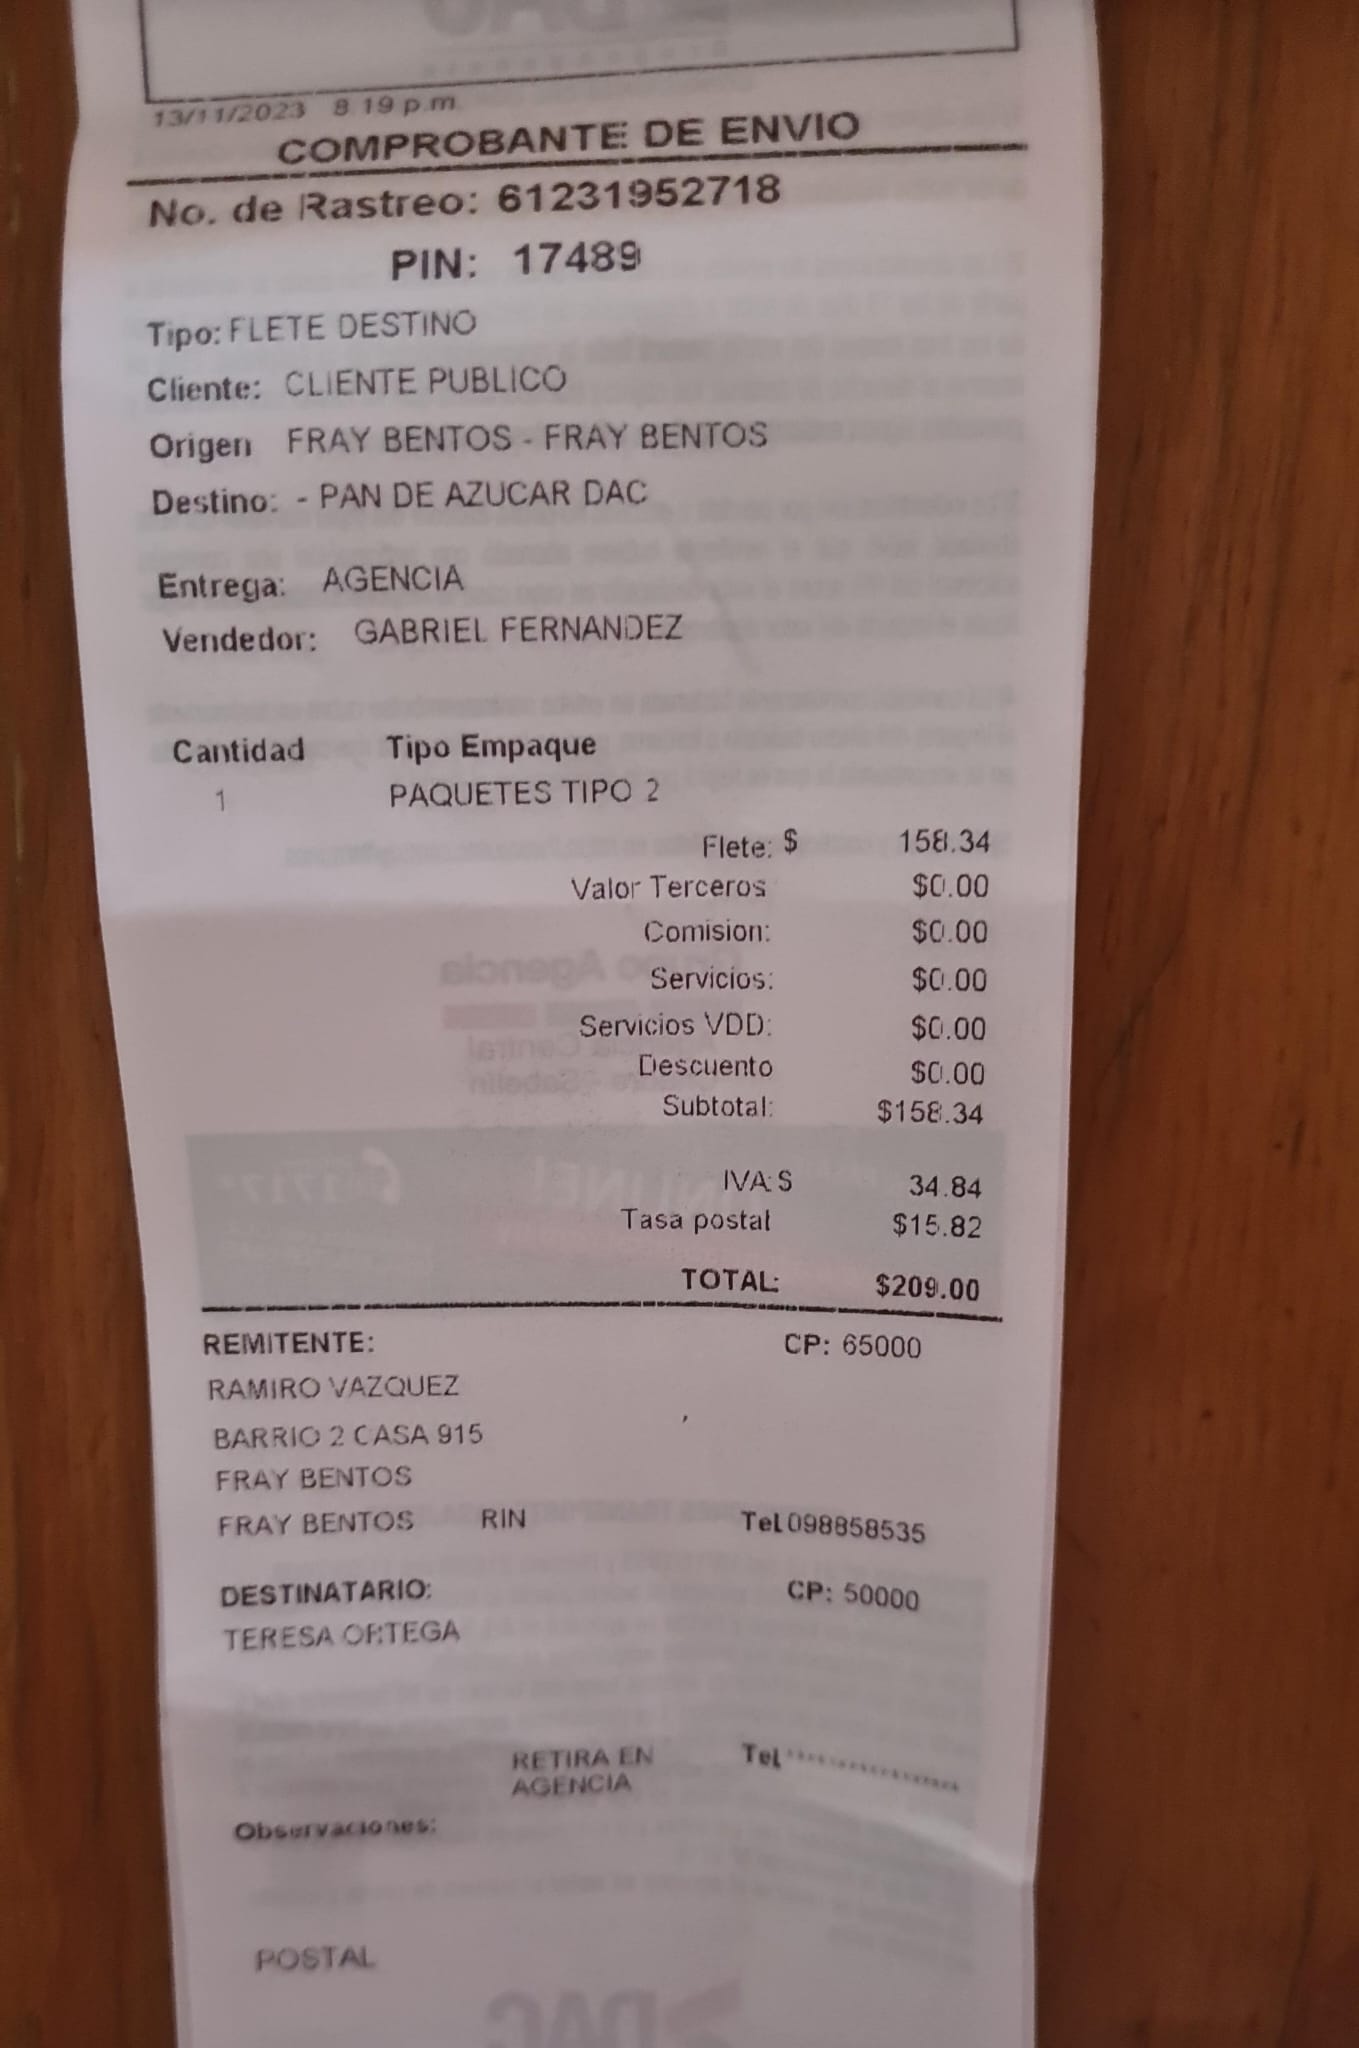 13/11/2023 8:19 p.m.
COMPROBANTE DE ENVIO
No. de Rastreo: 61231952718
PIN: 17489
Tipo: FLETE DESTINO
Cliente: CLIENTE PUBLICO
Origen FRAY BENTOS - FRAY BENTOS
Destino: - PAN DE AZUCAR DAC
Entrega: AGENCIA
Vendedor: GABRIEL FERNANDEZ
Cantidad Tipo Empaque
1 PAQUETES TIPO 2
Flete: $ 158.34
Valor Terceros $0.00
Comision: $0.00
Servicios: $0.00
Servicios VDD: $0.00
Descuento $0.00
Subtotal: $158.34
IVA:$ 34.84
Tasa postal $15.82
TOTAL: $209.00
REMITENTE: CP: 65000
RAMIRO VAZQUEZ
BARRIO 2 CASA 915
FRAY BENTOS
FRAY BENTOS RIN Tel.098858535
DESTINATARIO: CP: 50000
TERESA ORTEGA
RETIRA EN Tel.
AGENCIA
Observaciones:
POSTAL